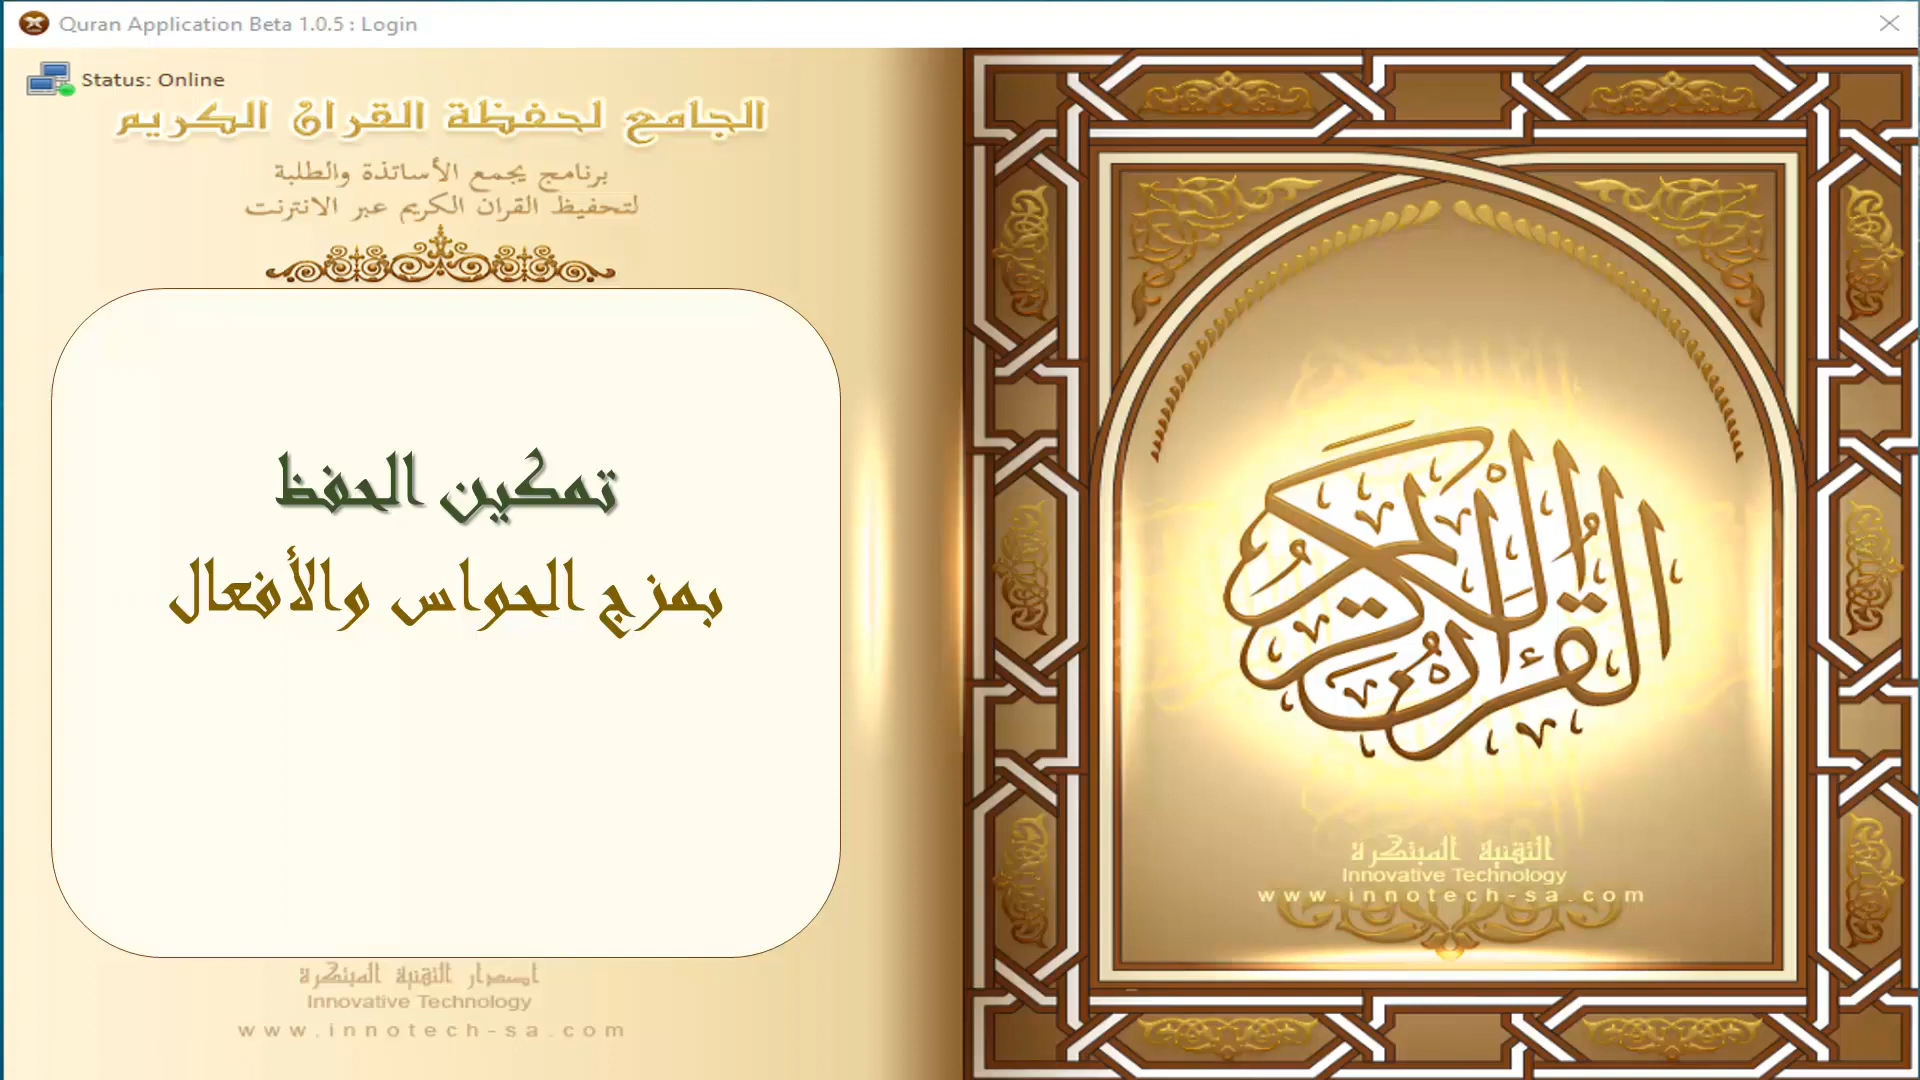 Quran Application Beta 1.0.5 : Login
Status: Online
الجامع لحفظة القران الكريم
برنامج يجمع الأساتذة والطلبة
لتحفيظ القران الكريم عبر الانترنت
تمكين الحفظ
بمزج الحواس والأفعال
اصدار التقنية المبتكرة
Innovative Technology
www.innotech-sa.com
القرآن الكريم
التقنية المبتكرة
Innovative Technology
www.innotech-sa.com